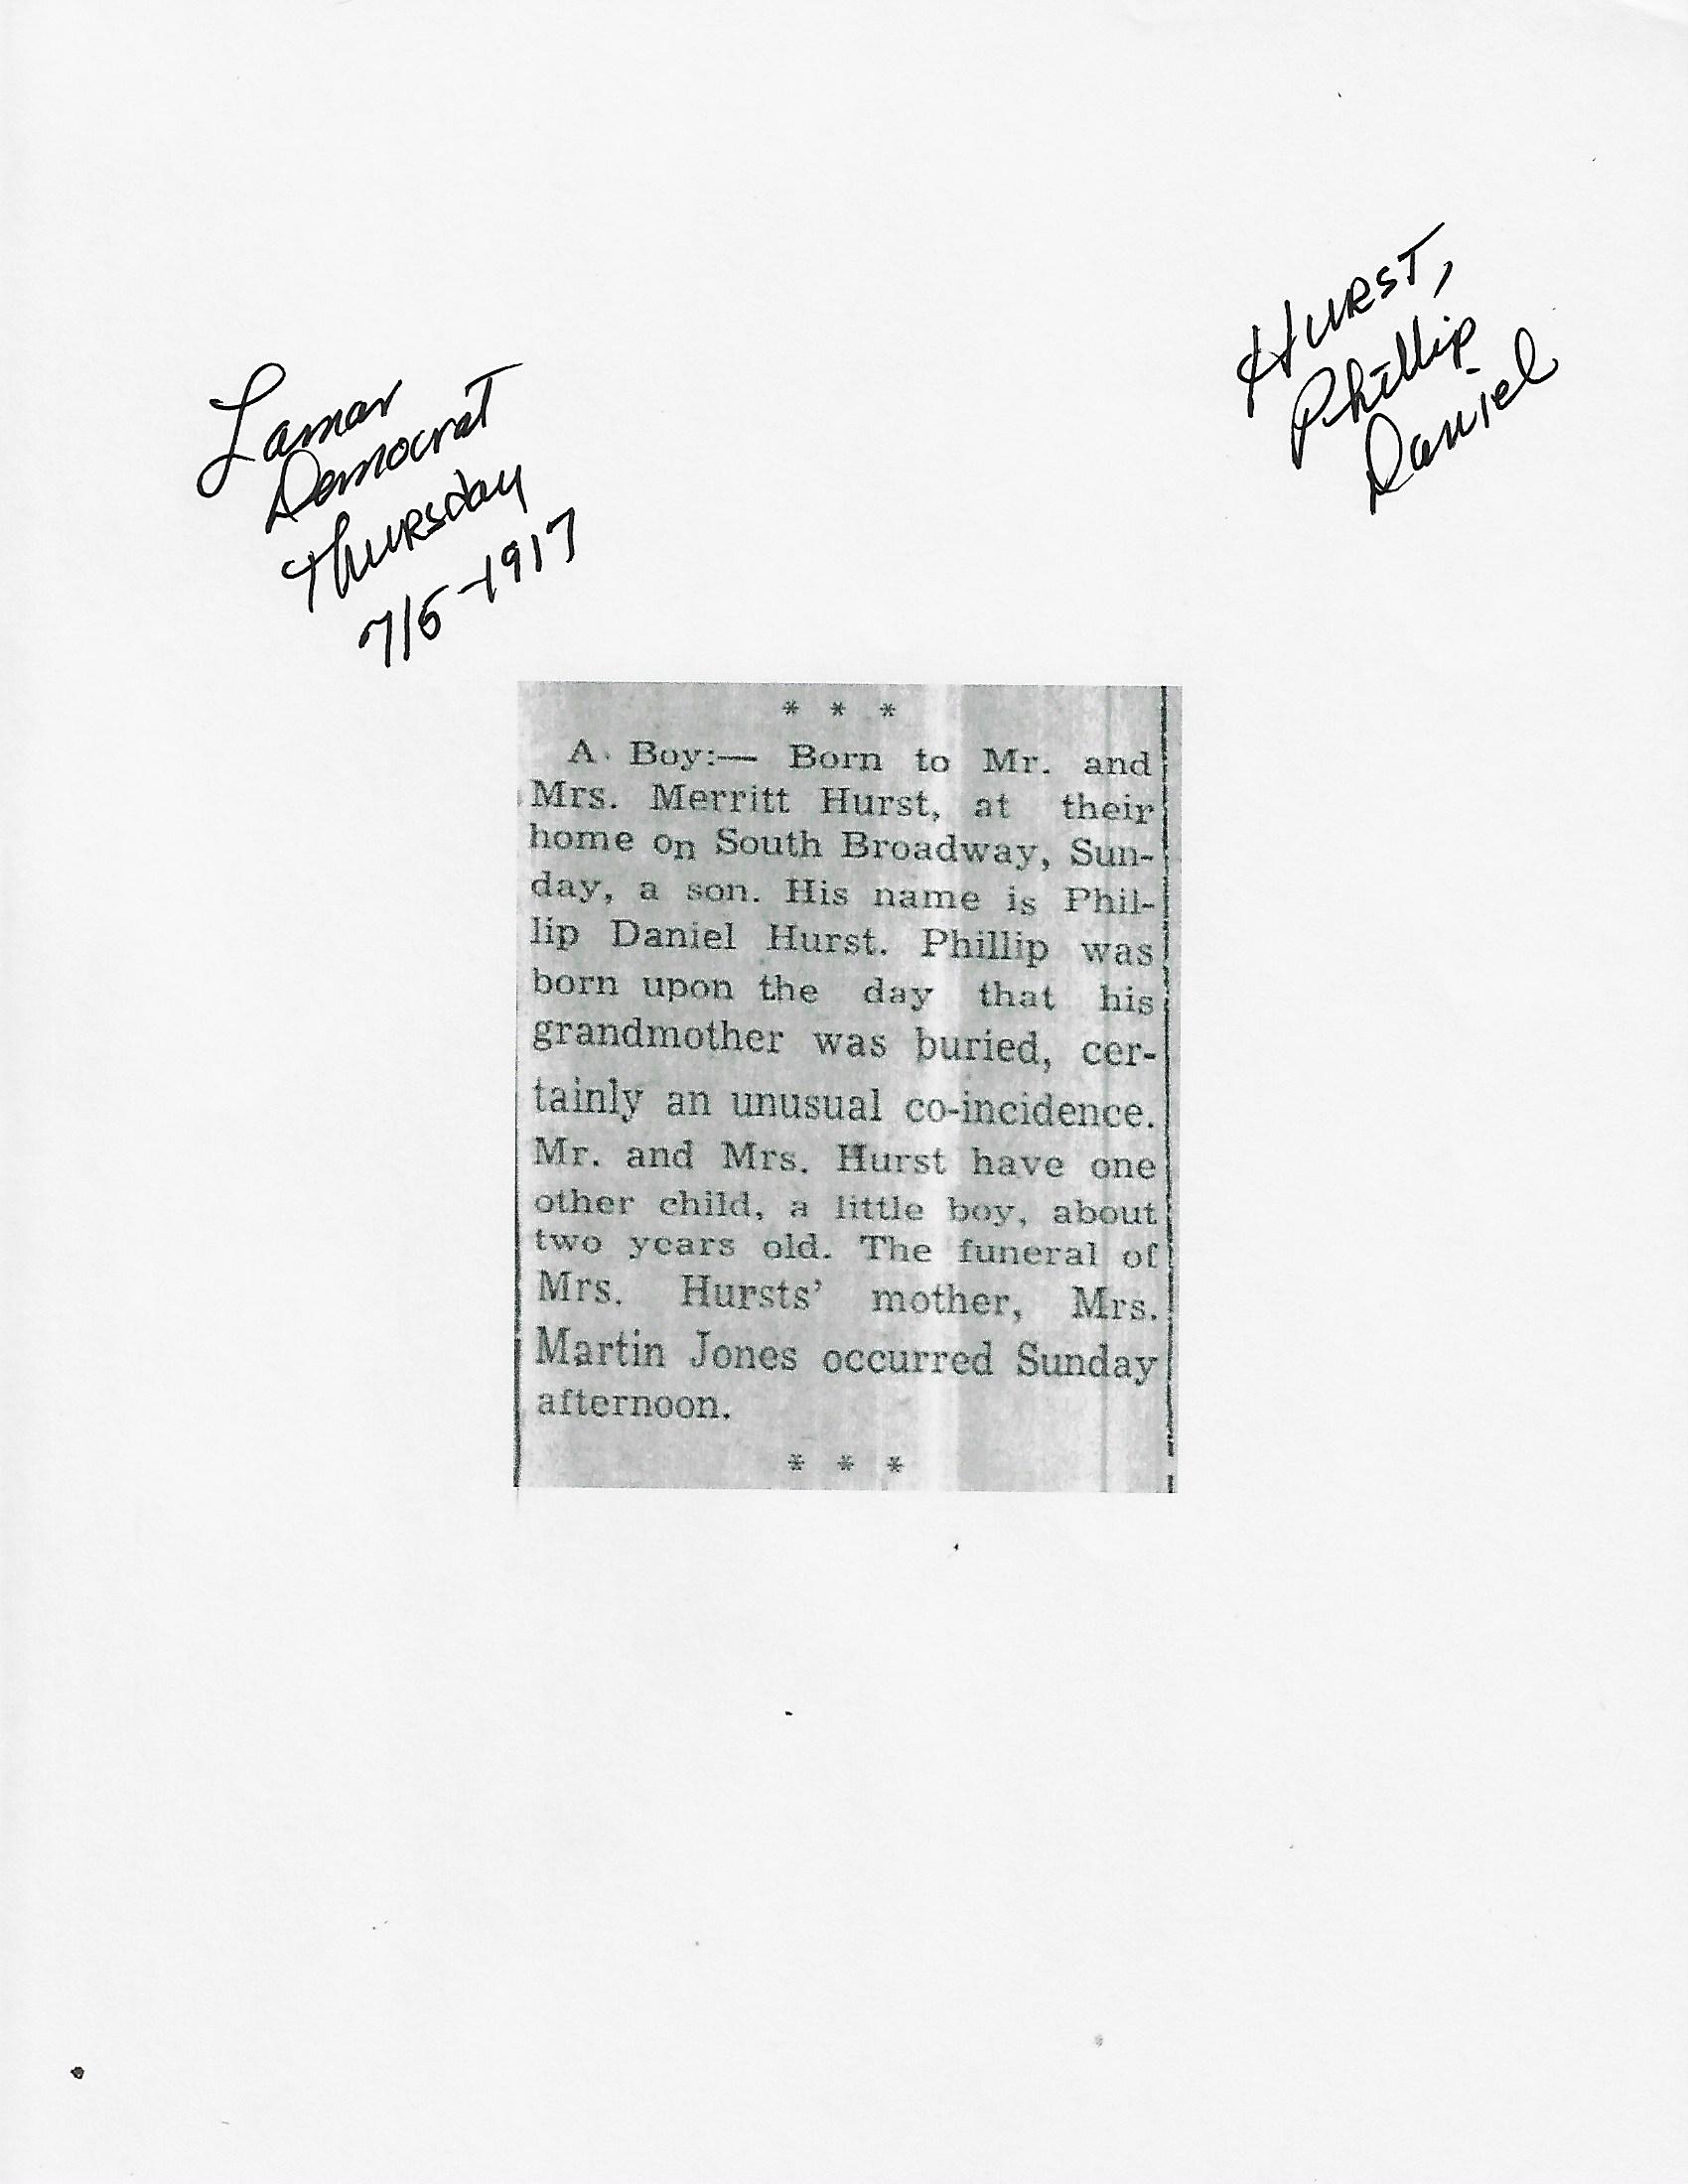 HURST,
Phillip
Daniel
Lamar
Democrat
Thursday
7/5-1917
* * *
A Boy:— Born to Mr. and
Mrs. Merritt Hurst, at their
home on South Broadway, Sun-
day, a son. His name is Phil-
lip Daniel Hurst. Phillip was
born upon the day that his
grandmother was buried, cer-
tainly an unusual co-incidence.
Mr. and Mrs. Hurst have one
other child, a little boy, about
two years old. The funeral of
Mrs. Hursts' mother, Mrs.
Martin Jones occurred Sunday
afternoon.
* * *